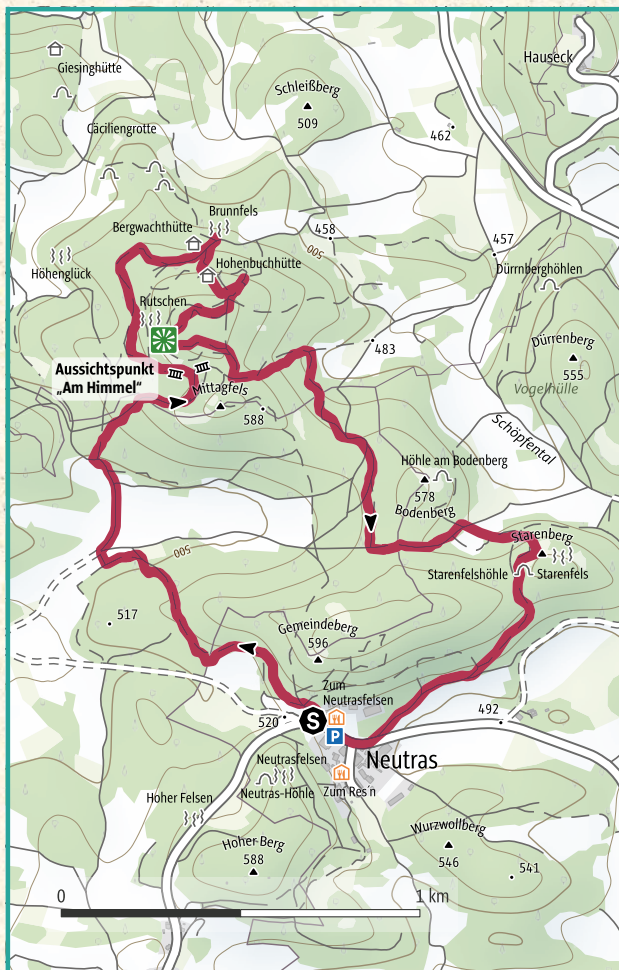 Hauseck
Giesinghütte
Schleißberg
509
Cäciliengrotte
462
Brunnfels
Bergwachthütte
458
457
Höhenglück
Hohenbuchhütte
500
Dürrnberghöhlen
Rutschen
483
Dürrenberg
555
Aussichtspunkt
„Am Himmel“
Mittagfels
588
Vogelhülle
Schöpfental
Höhle am Bodenberg
578
Bodenberg
Starenberg
500
Starenfelshöhle
Starenfels
517
Gemeindeberg
596
Zum
Neutrasfelsen
520
S
P
492
Neutras
Neutrasfelsen
Neutras-Höhle
Zum Res´n
Hoher Felsen
Hoher Berg
588
Wurzwollberg
546
541
0
1 km